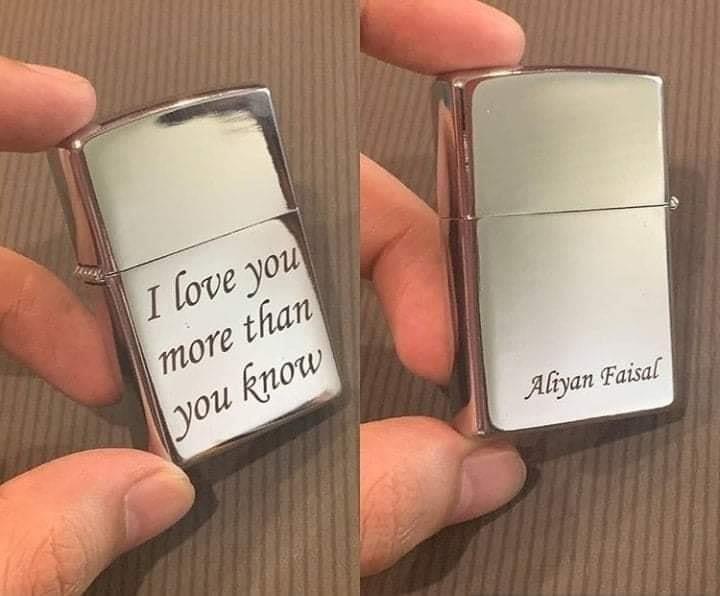 I love you
more than
you know
Aliyan Faisal